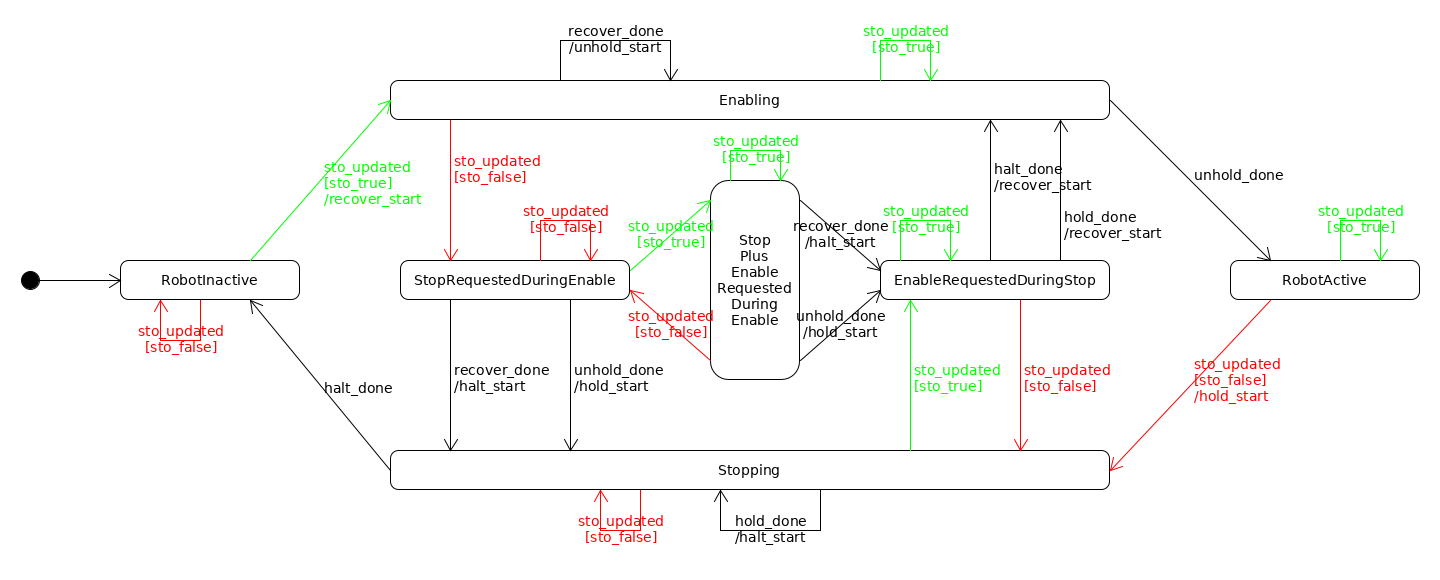 recover_done
/unhold_start
sto_updated
[sto_true]
Enabling
sto_updated
[sto_true]
/recover_start
sto_updated
[sto_false]
sto_updated
[sto_true]
halt_done
/recover_start
unhold_done
sto_updated
[sto_false]
sto_updated
[sto_true]
recover_done
/halt_start
sto_updated
[sto_true]
hold_done
/recover_start
sto_updated
[sto_true]
RobotInactive
StopRequestedDuringEnable
Stop
Plus
Enable
Requested
During
Enable
EnableRequestedDuringStop
RobotActive
sto_updated
[sto_false]
sto_updated
[sto_false]
unhold_done
/hold_start
halt_done
recover_done
/halt_start
unhold_done
/hold_start
sto_updated
[sto_true]
sto_updated
[sto_false]
sto_updated
[sto_false]
/hold_start
Stopping
sto_updated
[sto_false]
hold_done
/halt_start